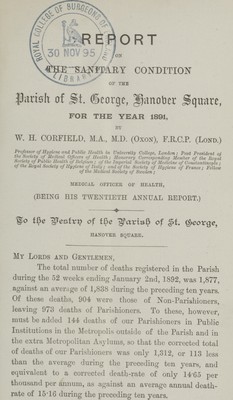 ROYAL COLLEGE OF SURGEONS OF
30 NOV 95
LIBRARY
REPORT
ON
THE SANITARY CONDITION
OF THE
Parish of St. George, Hanover Square,
FOR THE YEAR 1891,
BY
W. H. CORFIELD, M.A., M.D. (OXON), F.R.C.P. (LOND.)
Professor of Hygiene and Public Health in University College, London; Past President of
the Society of Medical Officers of Health; Honorary Corresponding Member of the Royal
Society of Public Health of Belgium; of the Imperial Society of Medicine of Constantinople;
of the Royal Society of Hygiene of Italy; and of the Society of Hygiene of France; Fellow
of the Medical Society of Sweden;
MEDICAL OFFICER OF HEALTH,
(BEING HIS TWENTIETH ANNUAL REPORT.)
To the Vestry of the Parish of St. George,
HANOVER SQUARE.
MY LORDS AND GENTLEMEN,
The total number of deaths registered in the Parish
during the 52 weeks ending January 2nd, 1892, was 1,877,
against an average of 1,838 during the preceding ten years.
Of these deaths, 904 were those of Non-Parishioners,
leaving 973 deaths of Parishioners. To these, however,
must be added 144 deaths of our Parishioners in Public
Institutions in the Metropolis outside of the Parish and in
the extra Metropolitan Asylums, so that the corrected total
of deaths of our Parishioners was only 1,312, or 113 less
than the average during the preceding ten years, and
equivalent to a corrected death-rate of only 14·65 per
thousand per annum, as against an average annual death-
rate of 15·16 during the preceding ten years.